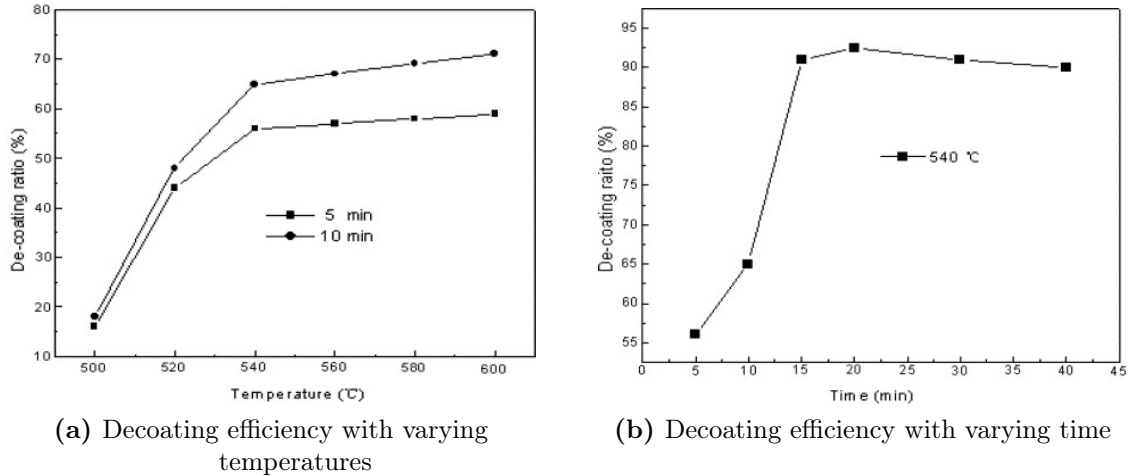 80
70
60
50
40
30
20
10
De-coating ratio (%)
5 min
10 min
500 520 540 560 580 600
Temperature (℃)
(a) Decoating efficiency with varying
temperatures
95
90
85
80
75
70
65
60
55
De-coating raito (%)
540 ℃
0 5 10 15 20 25 30 35 40 45
Time (min)
(b) Decoating efficiency with varying time